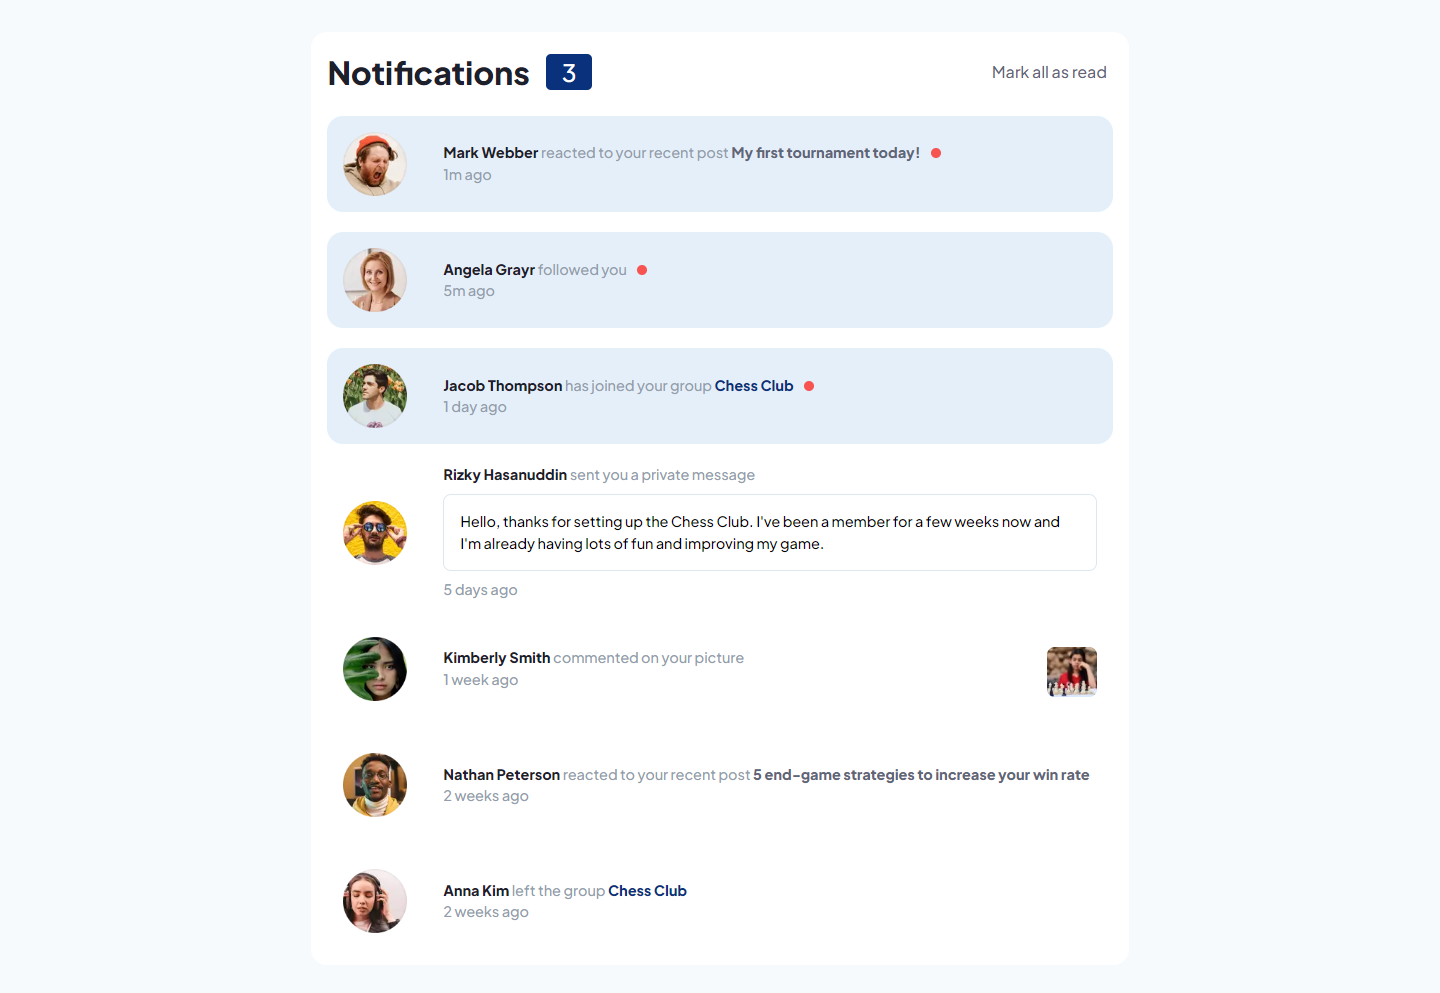 Notifications 3
Mark all as read
Mark Webber reacted to your recent post My first tournament today!
1m ago
Angela Grayr followed you
5m ago
Jacob Thompson has joined your group Chess Club
1 day ago
Rizky Hasanuddin sent you a private message
Hello, thanks for setting up the Chess Club. I've been a member for a few weeks now and
I'm already having lots of fun and improving my game.
5 days ago
Kimberly Smith commented on your picture
1 week ago
Nathan Peterson reacted to your recent post 5 end-game strategies to increase your win rate
2 weeks ago
Anna Kim left the group Chess Club
2 weeks ago